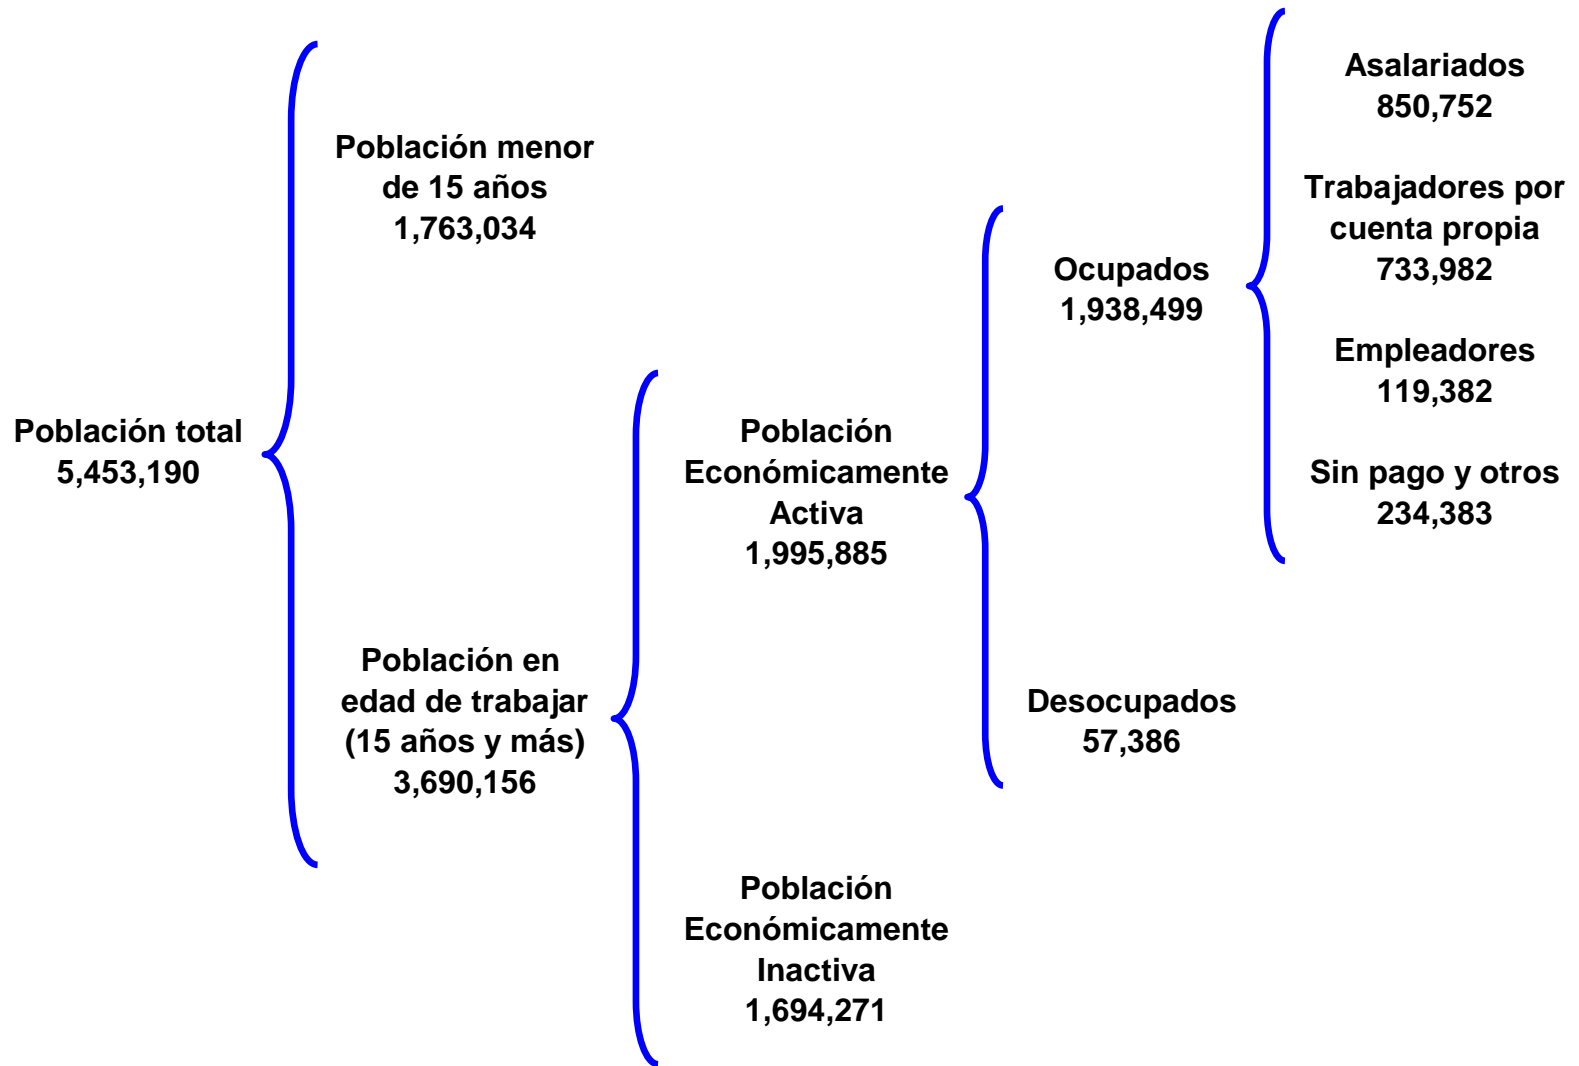 Población total
5,453,190
Población menor
de 15 años
1,763,034
Población en
edad de trabajar
(15 años y más)
3,690,156
Población
Económicamente
Activa
1,995,885
Población
Económicamente
Inactiva
1,694,271
Ocupados
1,938,499
Desocupados
57,386
Asalariados
850,752
Trabajadores por
cuenta propia
733,982
Empleadores
119,382
Sin pago y otros
234,383